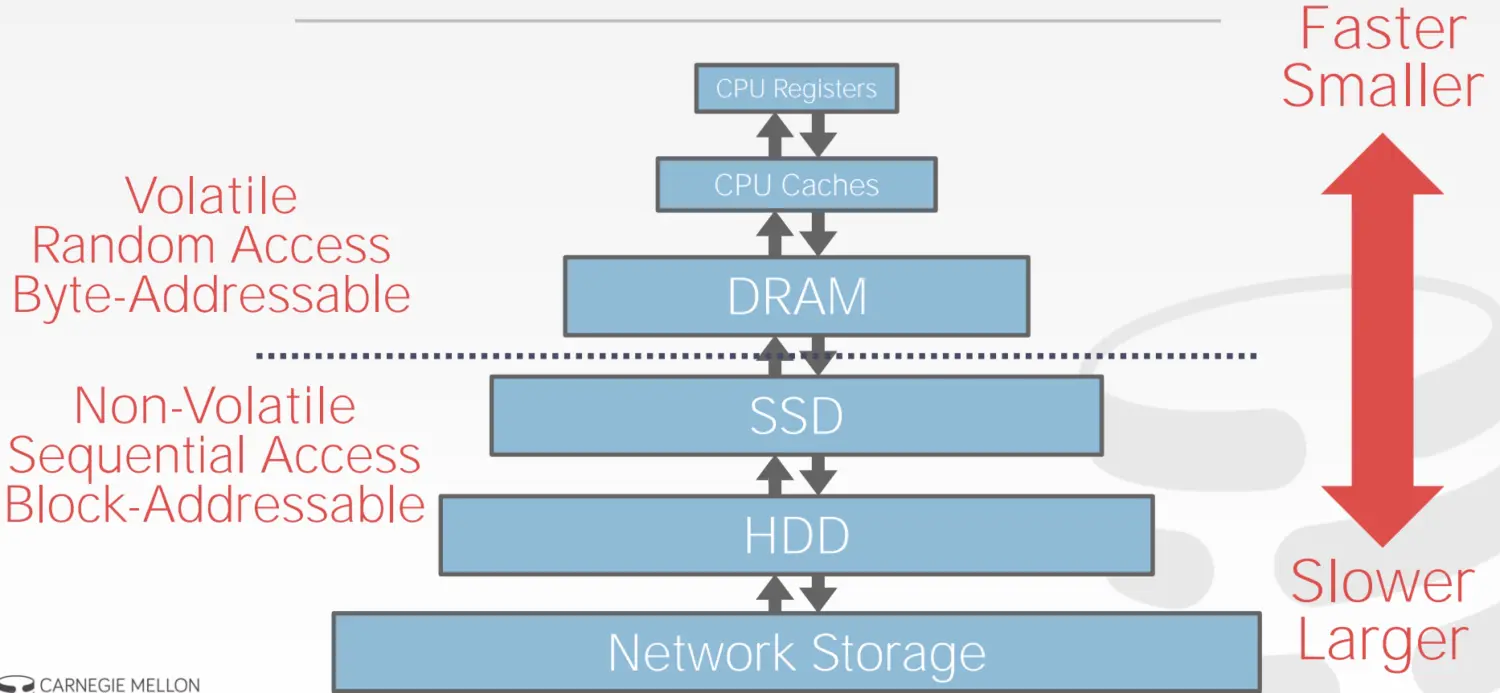 Faster
Smaller
CPU Registers
CPU Caches
Volatile
Random Access
Byte-Addressable
DRAM
Non-Volatile
Sequential Access
Block-Addressable
SSD
HDD
Slower
Larger
Network Storage
CARNEGIE MELLON